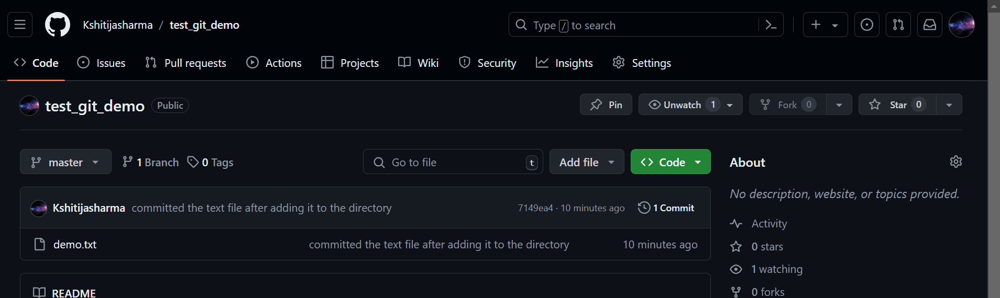 Kshitijasharma / test_git_demo
Type / to search
Code Issues Pull requests Actions Projects Wiki Security Insights Settings
test_git_demo Public
Pin Unwatch 1 Fork 0 Star 0
master 1 Branch 0 Tags Go to file t Add file Code
About
No description, website, or topics provided.
Kshitijasharma committed the text file after adding it to the directory 7149ea4 · 10 minutes ago 1 Commit
demo.txt committed the text file after adding it to the directory 10 minutes ago
Activity
0 stars
1 watching
0 forks
README